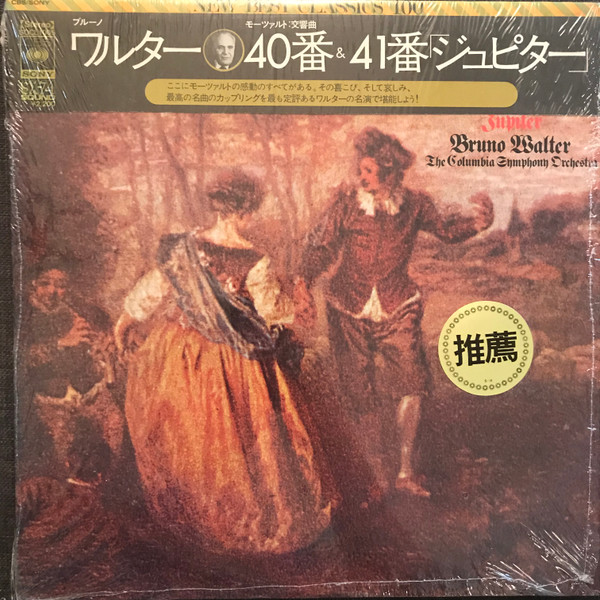 CBS/SONY
NEW BEST CLASSICS 100
ブルーノ
モーツァルト:交響曲
ワルター 40番&41番「ジュピター」
SONY
ここにモーツァルトの感動のすべてがある。その喜こび、そして哀しみ、
最高の名曲のカップリングを最も定評あるワルターの名演で堪能しよう!
Jupiter
Bruno Walter
The Columbia Symphony Orchestra
推薦